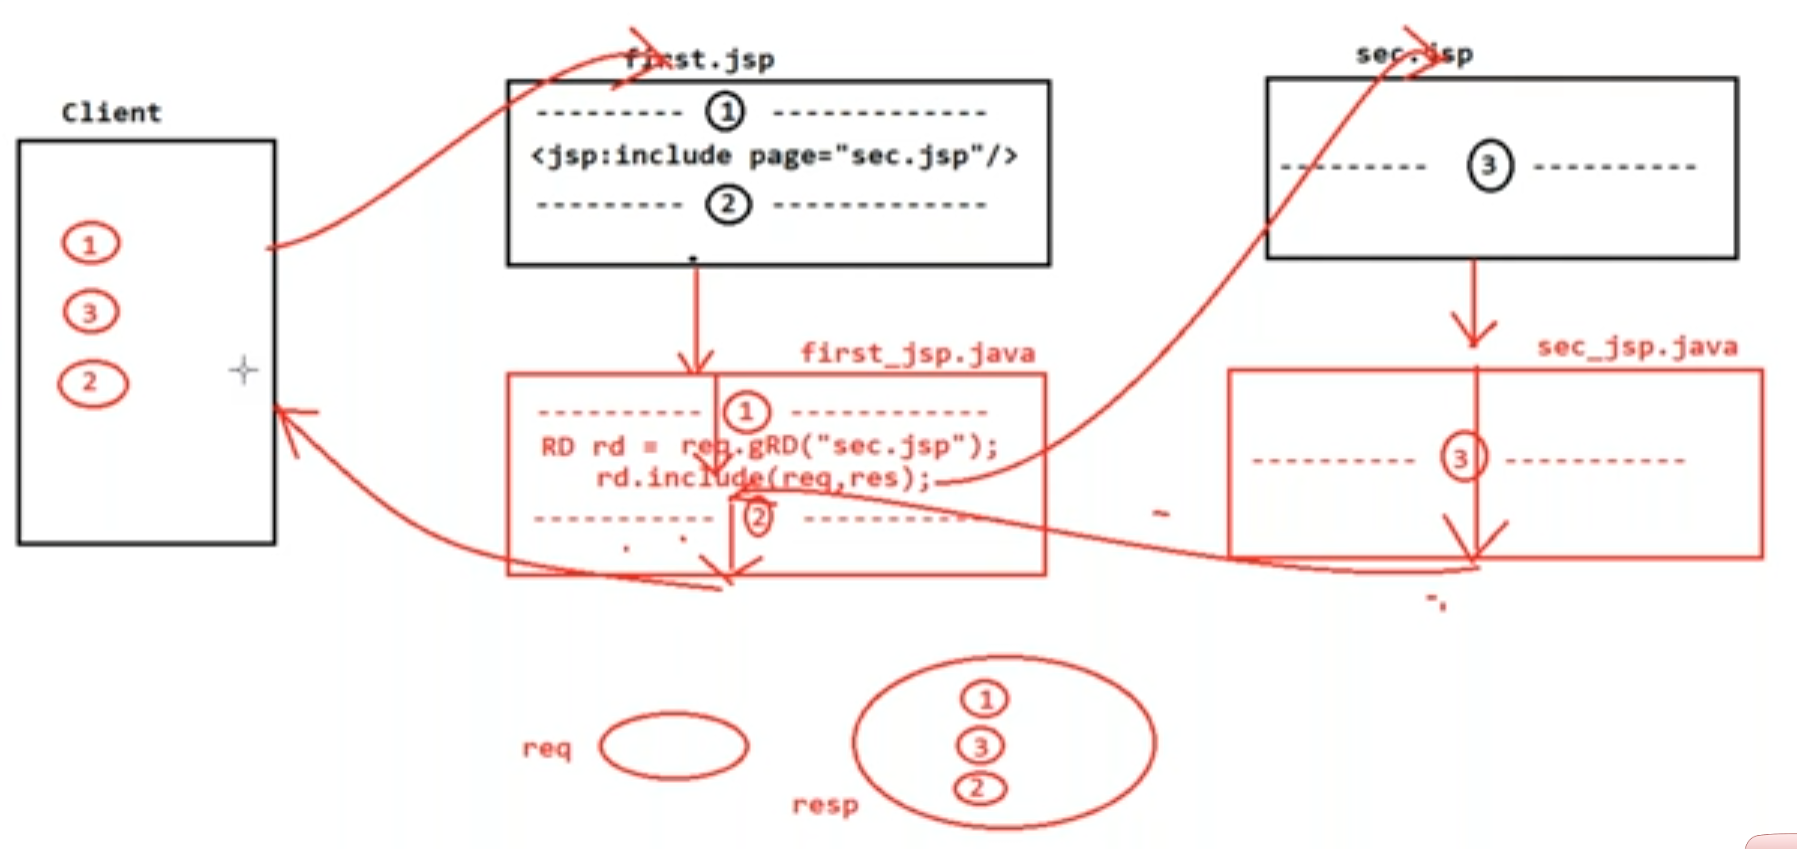 Client
1
3
2
first.jsp
--------- 1 -------------
<jsp:include page="sec.jsp"/>
--------- 2 -------------
sec.jsp
--------- 3 ----------
first_jsp.java
---------- 1 ------------
RD rd = req.gRD("sec.jsp");
rd.include(req,res);
----------- 2 -----------
sec_jsp.java
---------- 3 -----------
req
resp
1
3
2